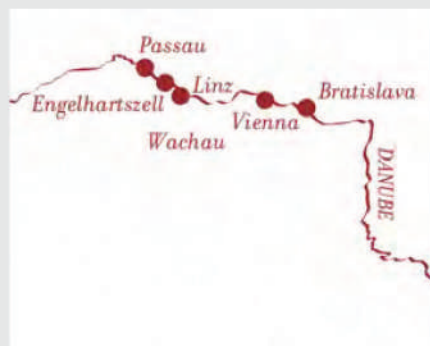 Passau
Linz
Bratislava
Engelhartszell
Vienna
Wachau
DANUBE